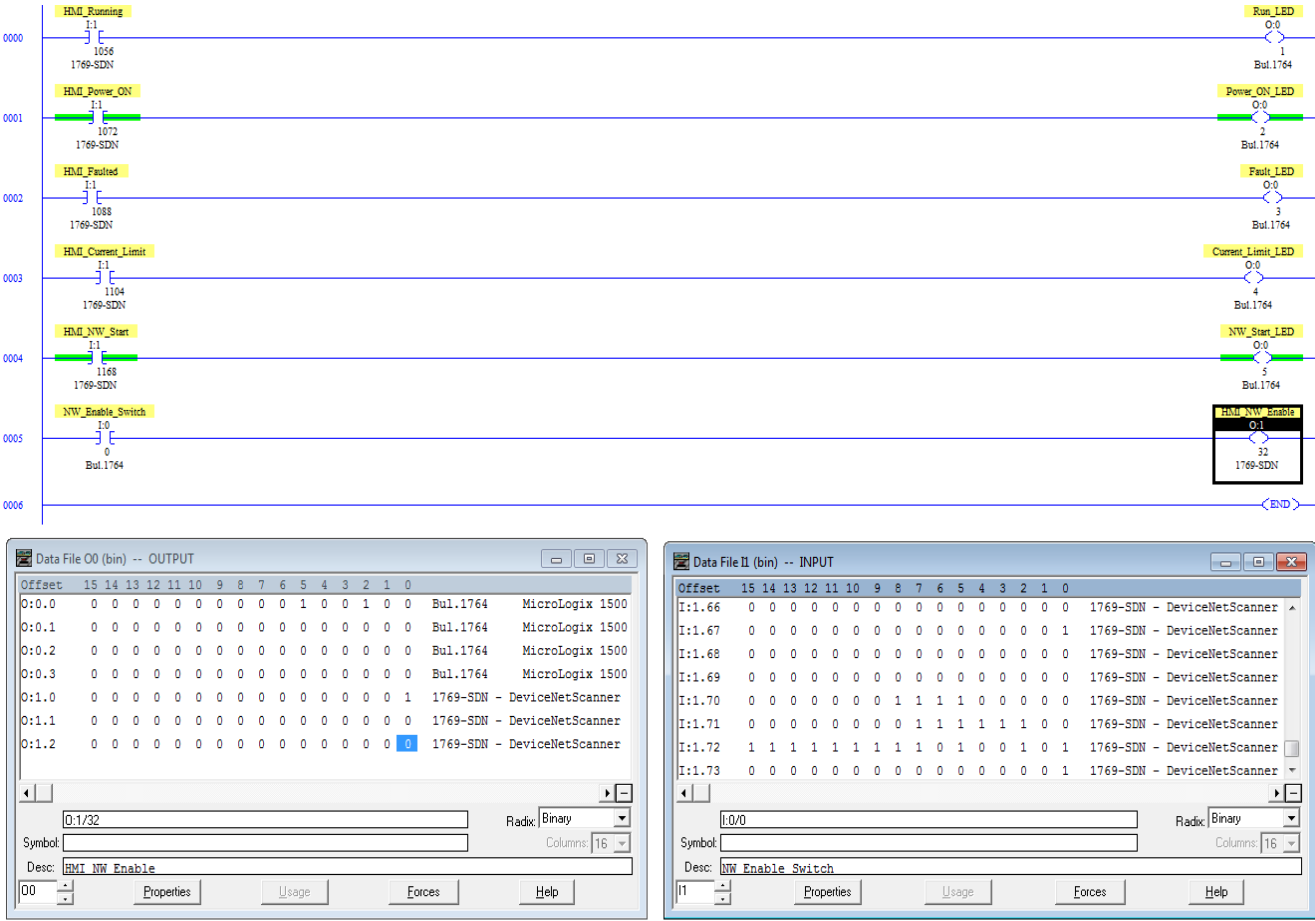 HMI_Running Run_LED
I:1 O:0
0000
1056 1
1769-SDN Bul.1764
HMI_Power_ON Power_ON_LED
I:1 O:0
0001
1072 2
1769-SDN Bul.1764
HMI_Faulted Fault_LED
I:1 O:0
0002
1088 3
1769-SDN Bul.1764
HMI_Current_Limit Current_Limit_LED
I:1 O:0
0003
1104 4
1769-SDN Bul.1764
HMI_NW_Start NW_Start_LED
I:1 O:0
0004
1168 5
1769-SDN Bul.1764
NW_Enable_Switch HMI_NW_Enable
I:0 O:1
0005
0 32
Bul.1764 1769-SDN
0006 END
Data File O0 (bin) -- OUTPUT
Offset 15 14 13 12 11 10 9 8 7 6 5 4 3 2 1 0
O:0.0 0 0 0 0 0 0 0 0 0 0 1 0 0 1 0 0 Bul.1764 MicroLogix 1500
O:0.1 0 0 0 0 0 0 0 0 0 0 0 0 0 0 0 0 Bul.1764 MicroLogix 1500
O:0.2 0 0 0 0 0 0 0 0 0 0 0 0 0 0 0 0 Bul.1764 MicroLogix 1500
O:0.3 0 0 0 0 0 0 0 0 0 0 0 0 0 0 0 0 Bul.1764 MicroLogix 1500
O:1.0 0 0 0 0 0 0 0 0 0 0 0 0 0 0 0 1 1769-SDN - DeviceNetScanner
O:1.1 0 0 0 0 0 0 0 0 0 0 0 0 0 0 0 0 1769-SDN - DeviceNetScanner
O:1.2 0 0 0 0 0 0 0 0 0 0 0 0 0 0 0 0 1769-SDN - DeviceNetScanner
O:1/32 Radix: Binary
Symbol: Columns: 16
Desc: HMI NW Enable
O0 Properties Usage Forces Help
Data File I1 (bin) -- INPUT
Offset 15 14 13 12 11 10 9 8 7 6 5 4 3 2 1 0
I:1.66 0 0 0 0 0 0 0 0 0 0 0 0 0 0 0 0 1769-SDN - DeviceNetScanner
I:1.67 0 0 0 0 0 0 0 0 0 0 0 0 0 0 0 1 1769-SDN - DeviceNetScanner
I:1.68 0 0 0 0 0 0 0 0 0 0 0 0 0 0 0 0 1769-SDN - DeviceNetScanner
I:1.69 0 0 0 0 0 0 0 0 0 0 0 0 0 0 0 0 1769-SDN - DeviceNetScanner
I:1.70 0 0 0 0 0 0 0 1 1 1 1 0 0 0 0 0 1769-SDN - DeviceNetScanner
I:1.71 0 0 0 0 0 0 0 0 1 1 1 1 1 1 0 0 1769-SDN - DeviceNetScanner
I:1.72 1 1 1 1 1 1 1 1 1 0 1 0 0 1 0 1 1769-SDN - DeviceNetScanner
I:1.73 0 0 0 0 0 0 0 0 0 0 0 0 0 0 0 1 1769-SDN - DeviceNetScanner
I:0/0 Radix: Binary
Symbol: Columns: 16
Desc: NW Enable Switch
I1 Properties Usage Forces Help